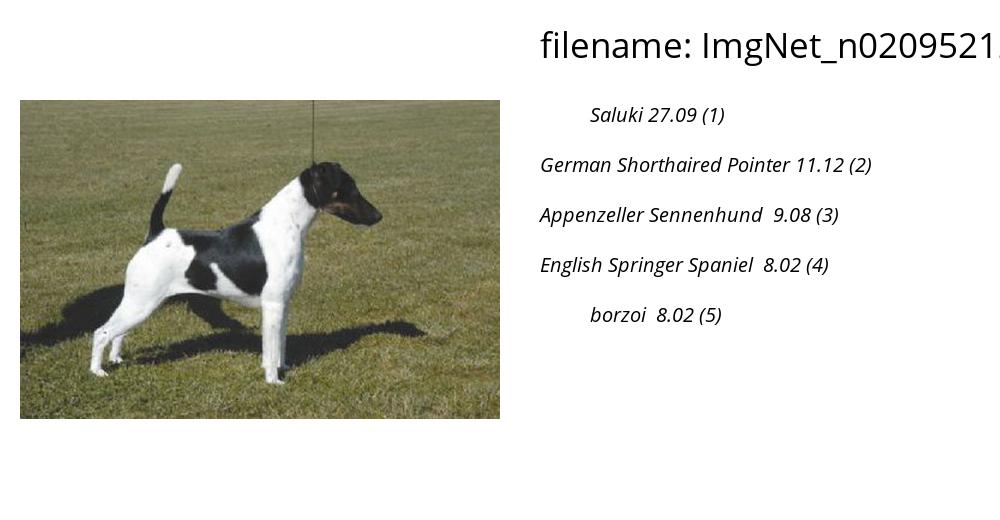 filename: ImgNet_n0209521
Saluki 27.09 (1)
German Shorthaired Pointer 11.12 (2)
Appenzeller Sennenhund 9.08 (3)
English Springer Spaniel 8.02 (4)
borzoi 8.02 (5)